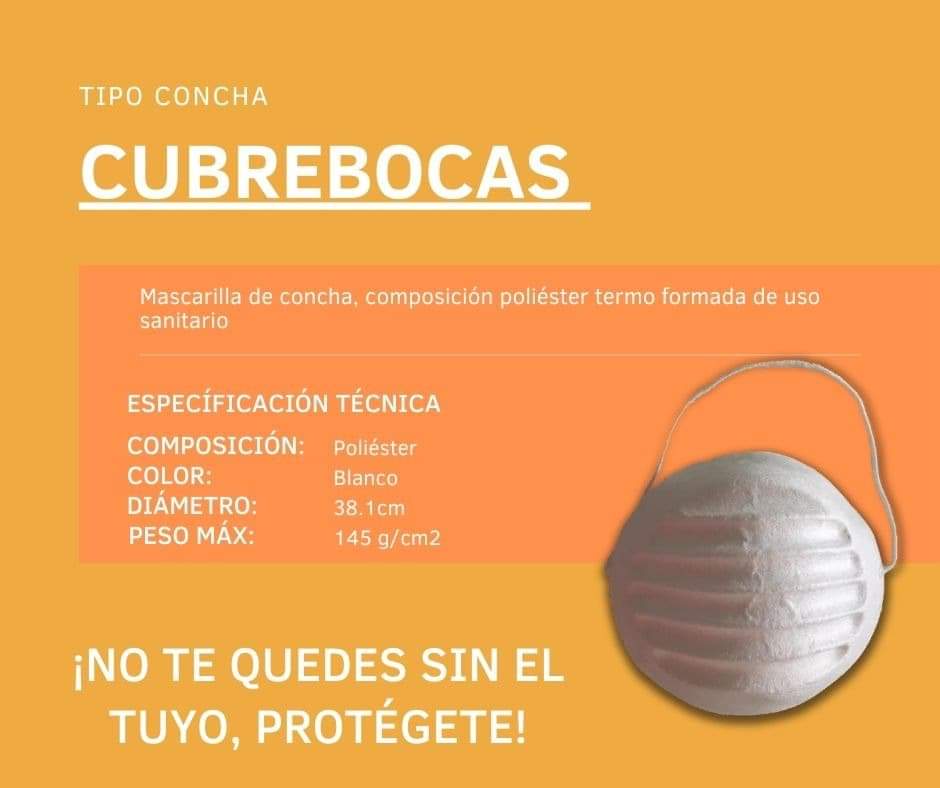 TIPO CONCHA
CUBREBOCAS
Mascarilla de concha, composición poliéster termo formada de uso
sanitario
ESPECÍFICACIÓN TÉCNICA
COMPOSICIÓN: Poliéster
COLOR: Blanco
DIÁMETRO: 38.1cm
PESO MÁX: 145 g/cm2
¡NO TE QUEDES SIN EL
TUYO, PROTÉGETE!